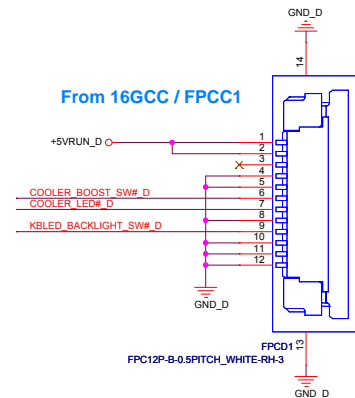 GND_D
14
From 16GCC / FPCC1
+5VRUN_D
1
2
3
4
5
COOLER_BOOST_SW#_D
6
COOLER_LED#_D
7
8
KBLED_BACKLIGHT_SW#_D
9
10
11
12
GND_D
13
FPCD1
FPC12P-B-0.5PITCH_WHITE-RH-3
GND_D